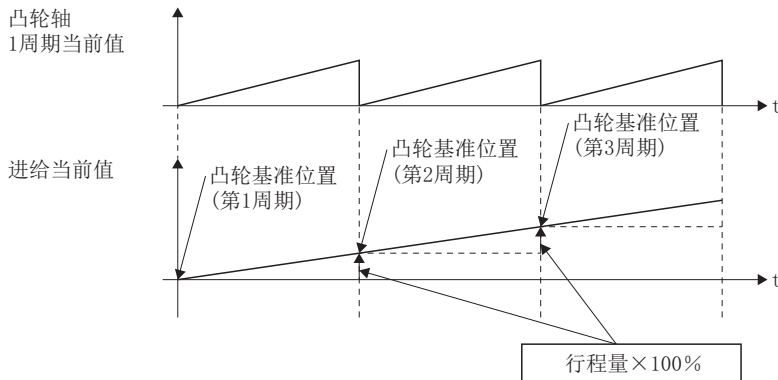 凸轮轴
1周期当前值
t
进给当前值
凸轮基准位置
(第1周期)
凸轮基准位置
(第2周期)
凸轮基准位置
(第3周期)
t
行程量×100%